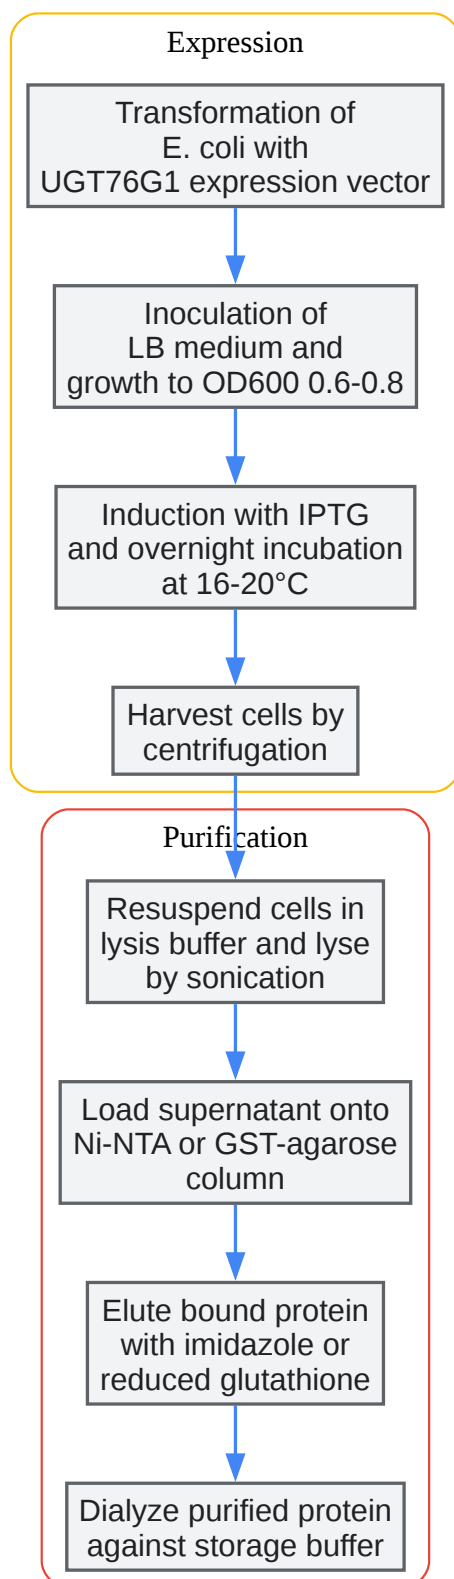 Expression
Transformation of
E. coli with
UGT76G1 expression vector
Inoculation of
LB medium and
growth to OD600 0.6-0.8
Induction with IPTG
and overnight incubation
at 16-20°C
Harvest cells by
centrifugation
Purification
Resuspend cells in
lysis buffer and lyse
by sonication
Load supernatant onto
Ni-NTA or GST-agarose
column
Elute bound protein
with imidazole or
reduced glutathione
Dialyze purified protein
against storage buffer